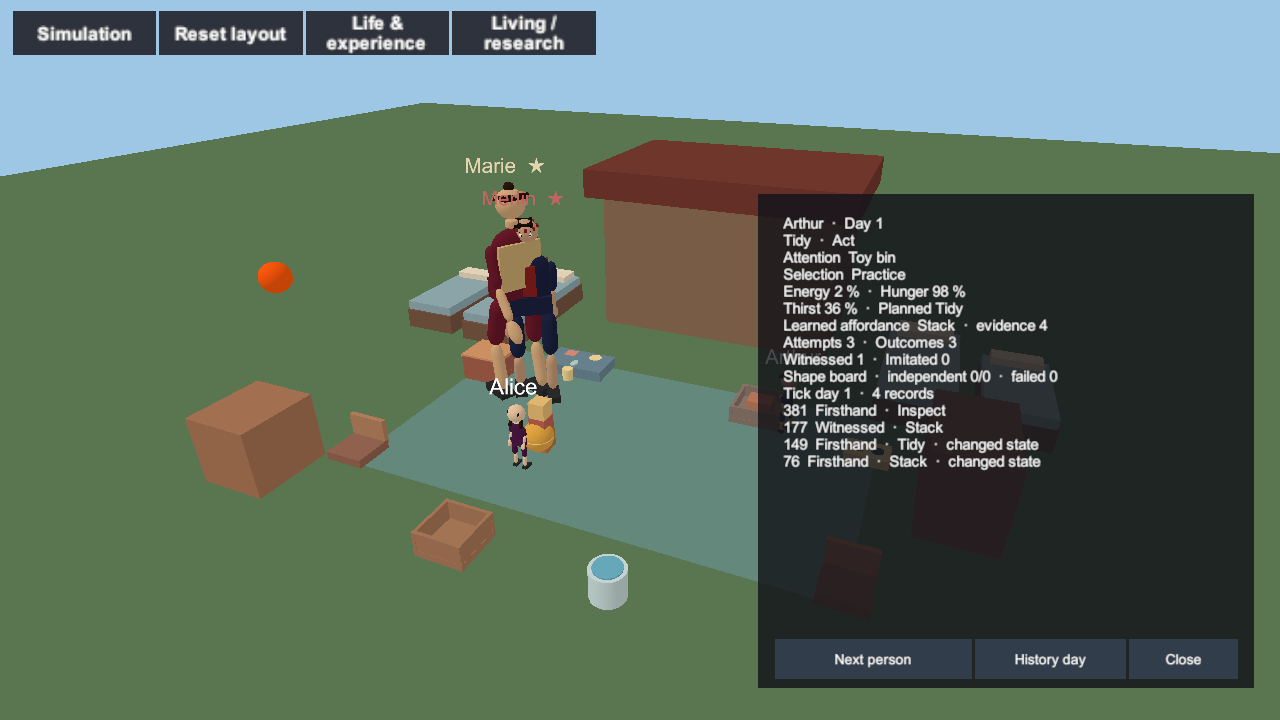 Simulation
Reset layout
Life &
experience
Living /
research
Marie ★
Merlin ★
Alice
Arthur · Day 1
Tidy · Act
Attention Toy bin
Selection Practice
Energy 2 % · Hunger 98 %
Thirst 36 % · Planned Tidy
Learned affordance Stack · evidence 4
Attempts 3 · Outcomes 3
Witnessed 1 · Imitated 0
Shape board · independent 0/0 · failed 0
Tick day 1 · 4 records
381 Firsthand · Inspect
177 Witnessed · Stack
149 Firsthand · Tidy · changed state
76 Firsthand · Stack · changed state
Next person
History day
Close